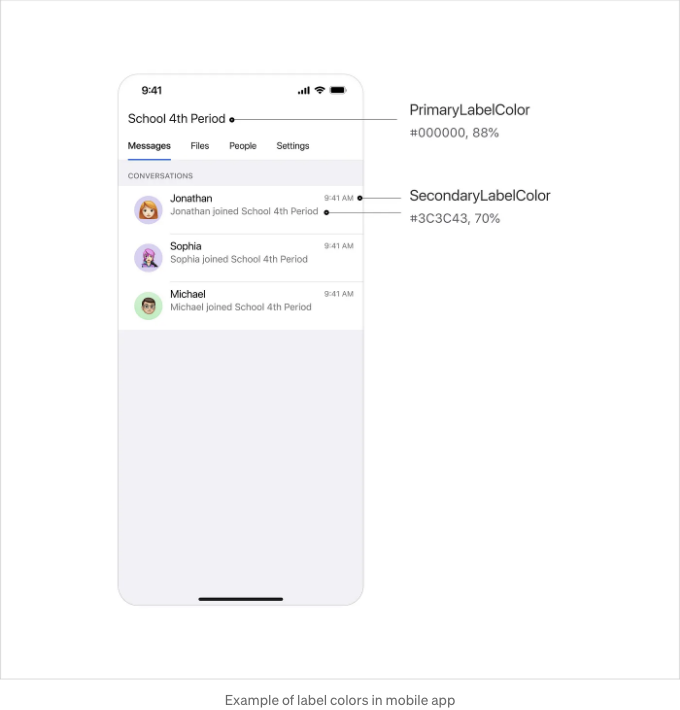 9:41
School 4th Period
PrimaryLabelColor
#000000, 88%
Messages Files People Settings
CONVERSATIONS
Jonathan 9:41 AM
Jonathan joined School 4th Period
SecondaryLabelColor
#3C3C43, 70%
Sophia 9:41 AM
Sophia joined School 4th Period
Michael 9:41 AM
Michael joined School 4th Period
Example of label colors in mobile app